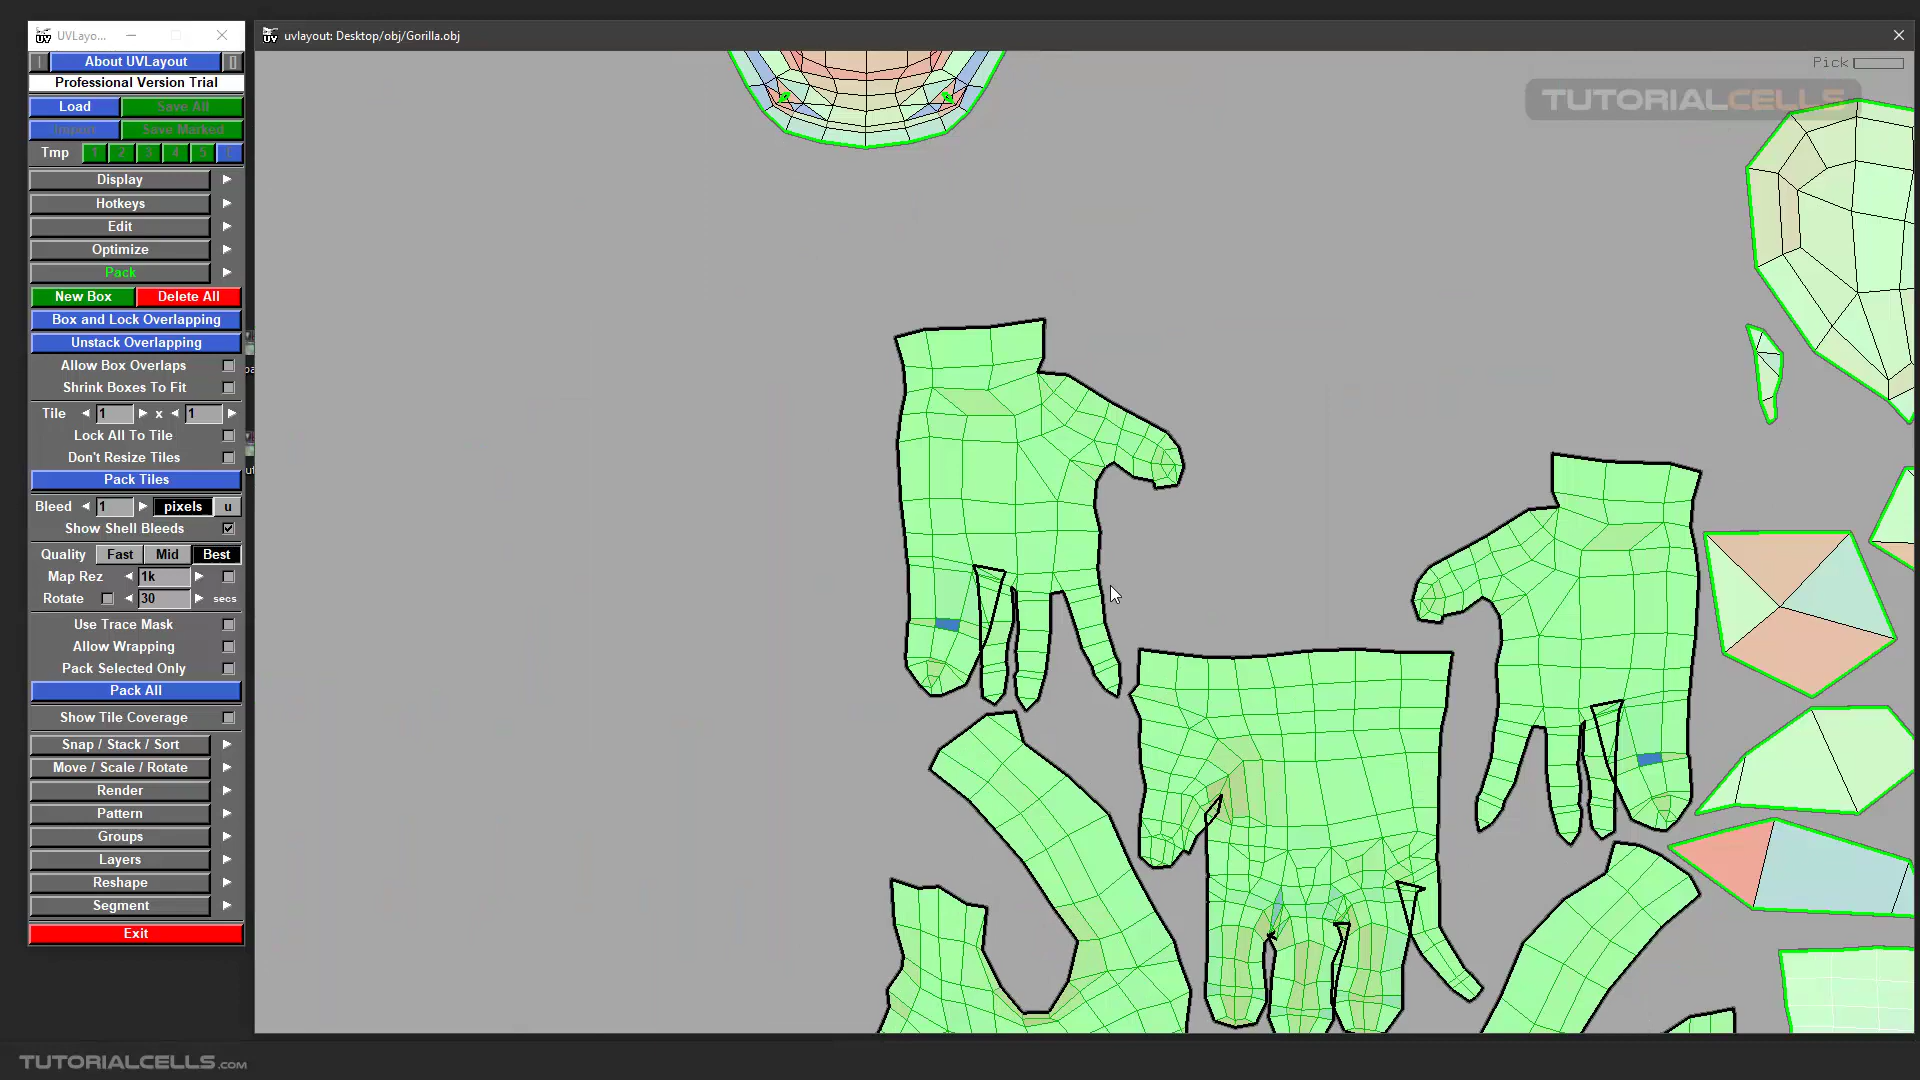 UVLayo...
uvlayout: Desktop/obj/Gorilla.obj
About UVLayout
Professional Version Trial
Load Save All
Import Save Marked
Tmp 1 2 3 4 5
Display
Hotkeys
Edit
Optimize
Pack
New Box Delete All
Box and Lock Overlapping
Unstack Overlapping
Allow Box Overlaps
Shrink Boxes To Fit
Tile 1 x 1
Lock All To Tile
Don't Resize Tiles
Pack Tiles
Bleed 1 pixels u
Show Shell Bleeds
Quality Fast Mid Best
Map Rez 1k
Rotate 30 secs
Use Trace Mask
Allow Wrapping
Pack Selected Only
Pack All
Show Tile Coverage
Snap / Stack / Sort
Move / Scale / Rotate
Render
Pattern
Groups
Layers
Reshape
Segment
Exit
Pick
TUTORIALCELLS
TUTORIALCELLS.COM